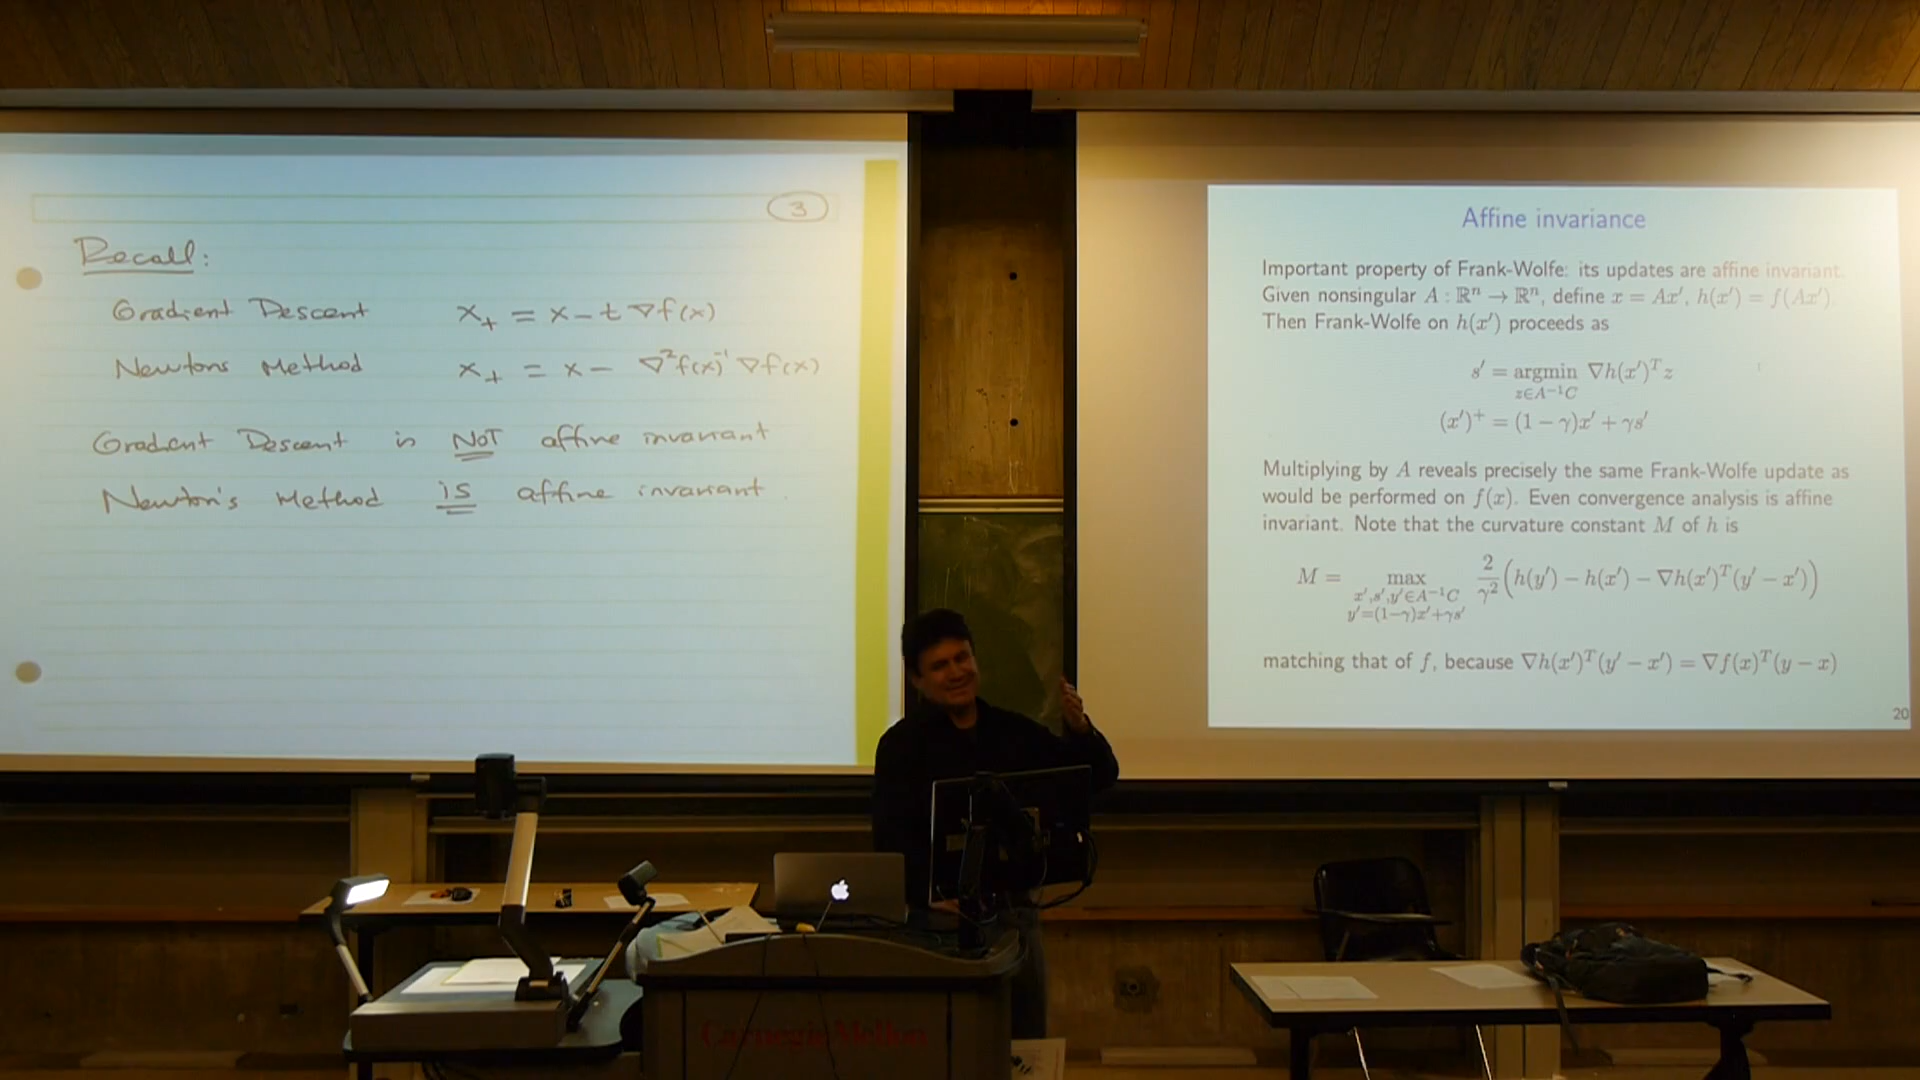 3
Recall:
Gradient Descent x₊ = x - t ∇f(x)
Newtons Method x₊ = x - ∇²f(x)⁻¹ ∇f(x)
Gradient Descent is NOT affine invariant
Newton's Method is affine invariant.
Affine invariance
Important property of Frank-Wolfe: its updates are affine invariant.
Given nonsingular A : ℝⁿ → ℝⁿ, define x = Ax′, h(x′) = f(Ax′).
Then Frank-Wolfe on h(x′) proceeds as
s′ = argmin ∇h(x′)ᵀz
z∈A⁻¹C
(x′)⁺ = (1 − γ)x′ + γs′
Multiplying by A reveals precisely the same Frank-Wolfe update as
would be performed on f(x). Even convergence analysis is affine
invariant. Note that the curvature constant M of h is
M = max 2/γ² (h(y′) − h(x′) − ∇h(x′)ᵀ(y′ − x′))
x′,s′,y′∈A⁻¹C
y′=(1−γ)x′+γs′
matching that of f, because ∇h(x′)ᵀ(y′ − x′) = ∇f(x)ᵀ(y − x)
20
Carnegie Mellon